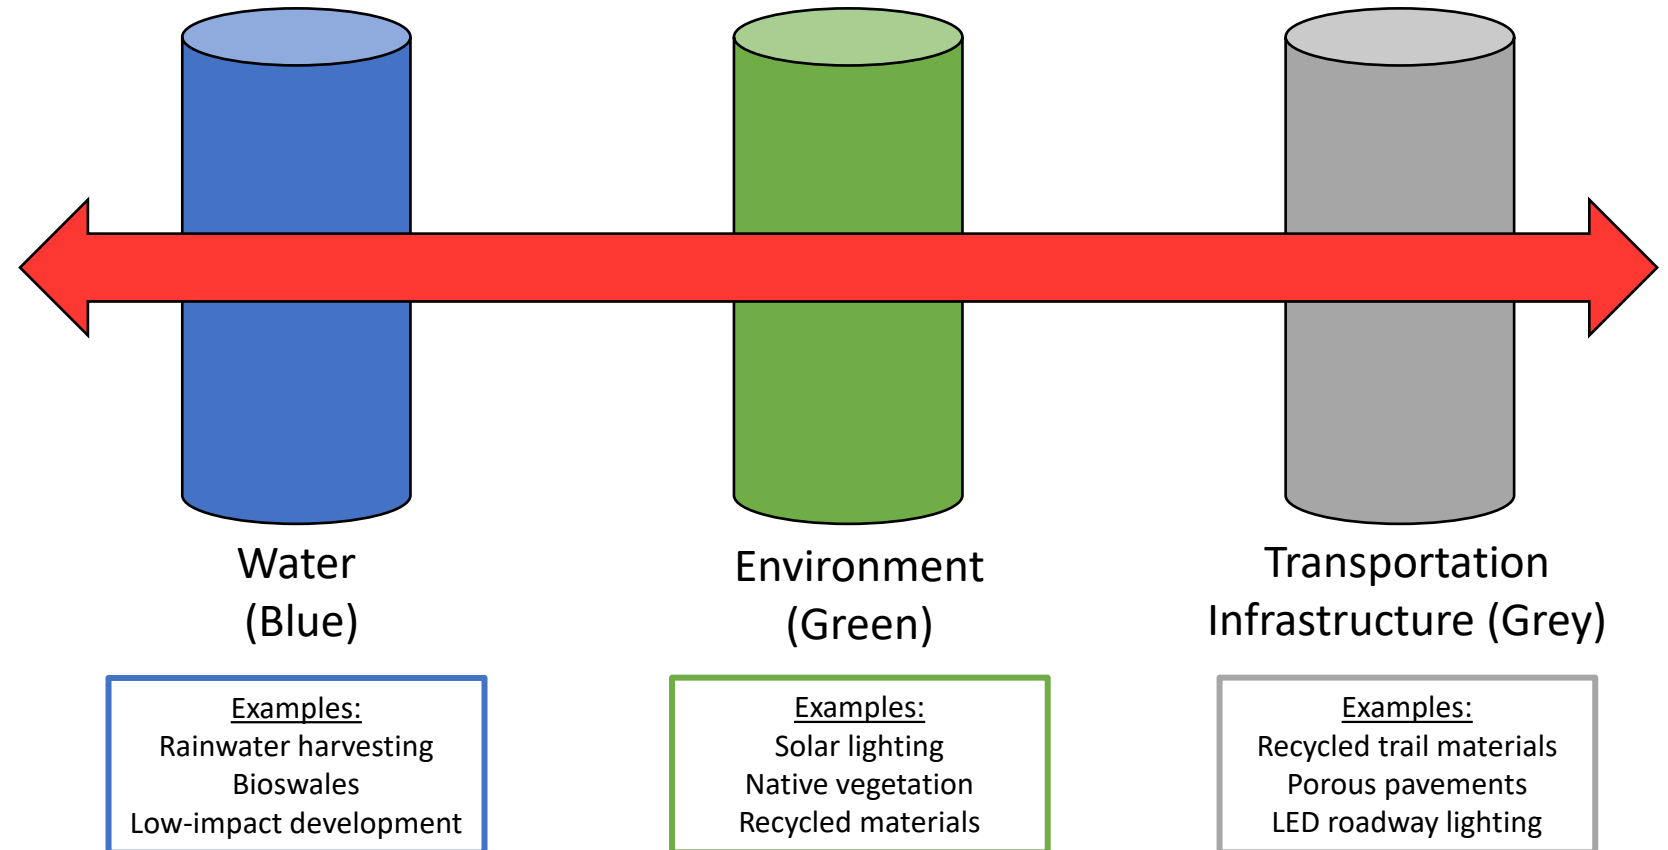 Water
(Blue)
Examples:
Rainwater harvesting
Bioswales
Low-impact development
Environment
(Green)
Examples:
Solar lighting
Native vegetation
Recycled materials
Transportation
Infrastructure (Grey)
Examples:
Recycled trail materials
Porous pavements
LED roadway lighting